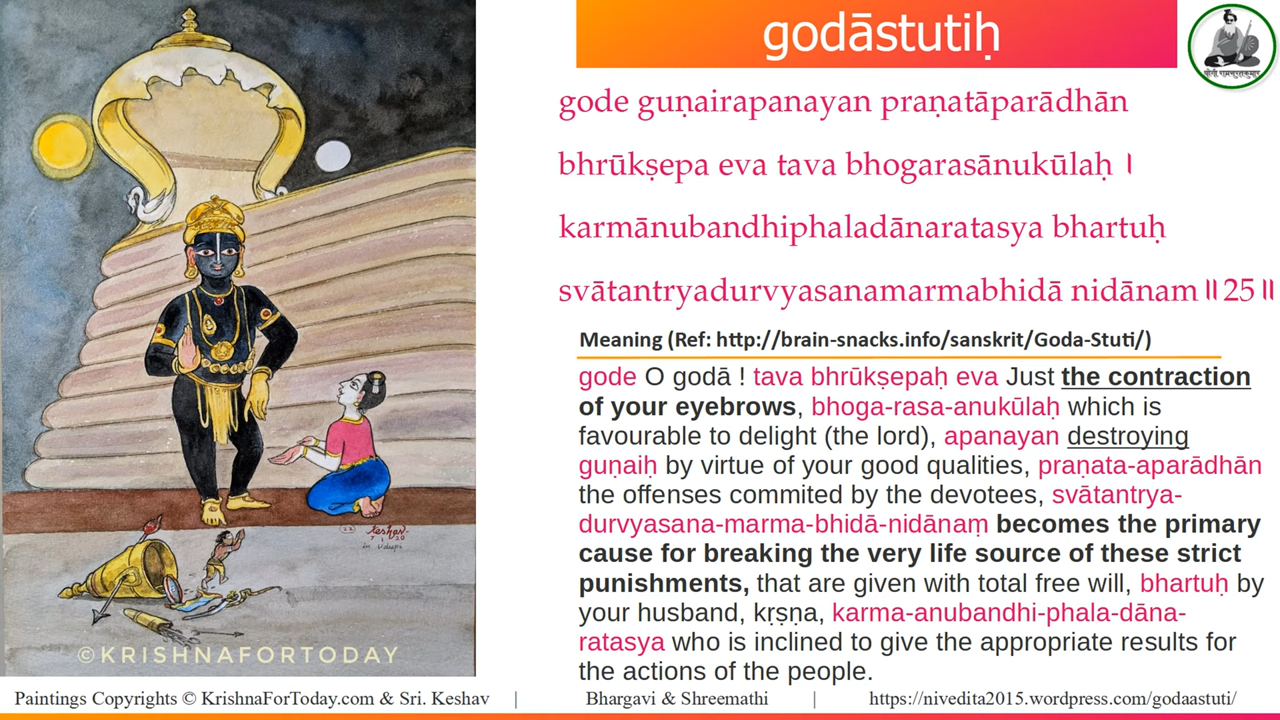 godāstutiḥ
योगी रामसुरतकुमार
gode guṇairapanayan praṇatāparādhān
bhrūkṣepa eva tava bhogarasānukūlaḥ ।
karmānubandhiphaladānaratasya bhartuḥ
svātantryadurvyasanamarmabhidā nidānam॥25॥
Meaning (Ref: http://brain-snacks.info/sanskrit/Goda-Stuti/)
gode O godā ! tava bhrūkṣepaḥ eva Just the contraction
of your eyebrows, bhoga-rasa-anukūlaḥ which is
favourable to delight (the lord), apanayan destroying
guṇaiḥ by virtue of your good qualities, praṇata-aparādhān
the offenses commited by the devotees, svātantrya-
durvyasana-marma-bhidā-nidānaṃ becomes the primary
cause for breaking the very life source of these strict
punishments, that are given with total free will, bhartuḥ by
your husband, kṛṣṇa, karma-anubandhi-phala-dāna-
ratasya who is inclined to give the appropriate results for
the actions of the people.
keshav
in Udupi
©KRISHNAFORTODAY
Paintings Copyrights © KrishnaForToday.com & Sri. Keshav | Bhargavi & Shreemathi | https://nivedita2015.wordpress.com/godaastuti/